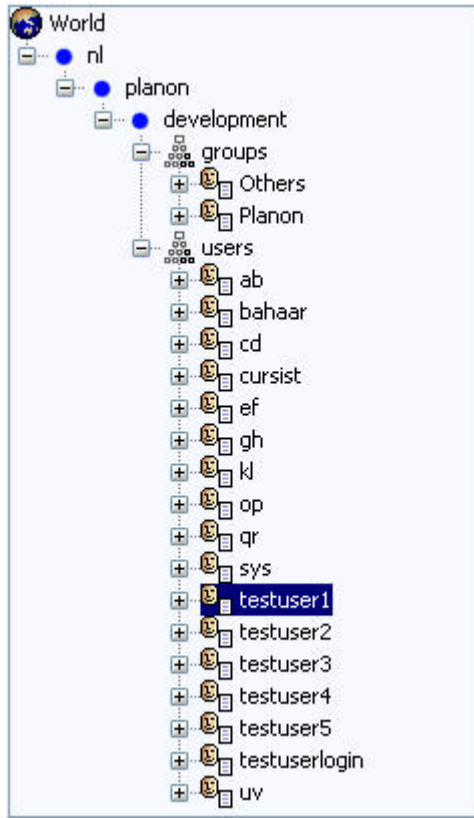 World
nl
planon
development
groups
Others
Planon
users
ab
bahaar
cd
cursist
ef
gh
kl
op
qr
sys
testuser1
testuser2
testuser3
testuser4
testuser5
testuserlogin
uv